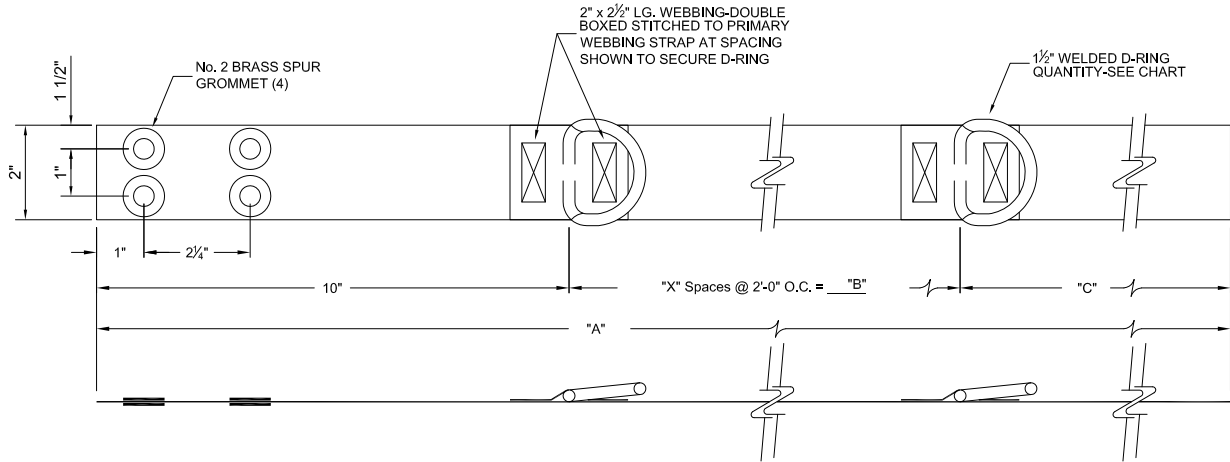 2" x 2½" LG. WEBBING-DOUBLE
BOXED STITCHED TO PRIMARY
WEBBING STRAP AT SPACING
SHOWN TO SECURE D-RING
No. 2 BRASS SPUR
GROMMET (4)
1½" WELDED D-RING
QUANTITY-SEE CHART
1 1/2"
2"
1"
1"
2¼"
10"
"X" Spaces @ 2'-0" O.C. = "B"
"C"
"A"